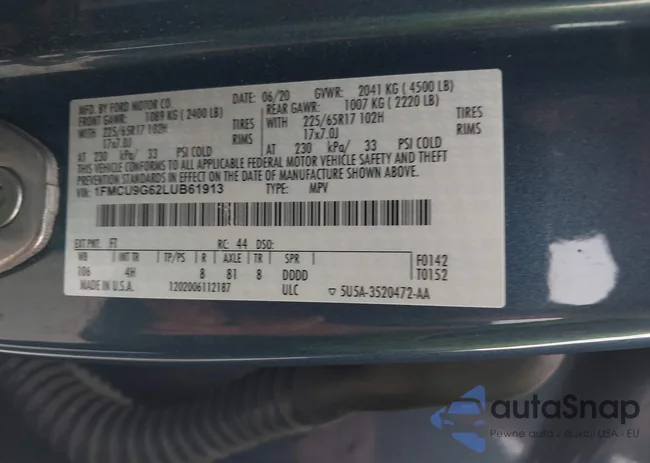 MFD. BY FORD MOTOR CO. DATE: 06/20 GVWR: 2041 KG (4500 LB)
FRONT GAWR: 1089 KG (2400 LB) REAR GAWR: 1007 KG (2220 LB)
WITH 225/65R17 102H TIRES WITH 225/65R17 102H TIRES
17x7.0J RIMS 17x7.0J RIMS
AT 230 kPa/ 33 PSI COLD AT 230 kPa/ 33 PSI COLD
THIS VEHICLE CONFORMS TO ALL APPLICABLE FEDERAL MOTOR VEHICLE SAFETY AND THEFT PREVENTION
STANDARDS IN EFFECT ON THE DATE OF MANUFACTURE SHOWN ABOVE.
VIN: 1FMCU9G62LUB61913 TYPE: MPV
EXT PNT: FT RC: 44 DSO:
WB INT TR TP/PS R AXLE TR SPR F0142
106 4H 8 81 8 DDDD T0152
MADE IN U.S.A. 1202006112187 ULC ▽ 5U5A-3520472-AA
autaSnap
Pewne auta z aukcji USA - EU